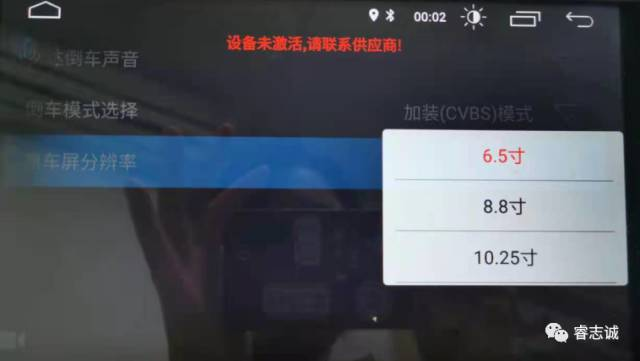 00:02
设备未激活,请联系供应商!
倒车声音
倒车模式选择
加装(CVBS)模式
车屏分辨率
6.5寸
8.8寸
10.25寸
睿志诚